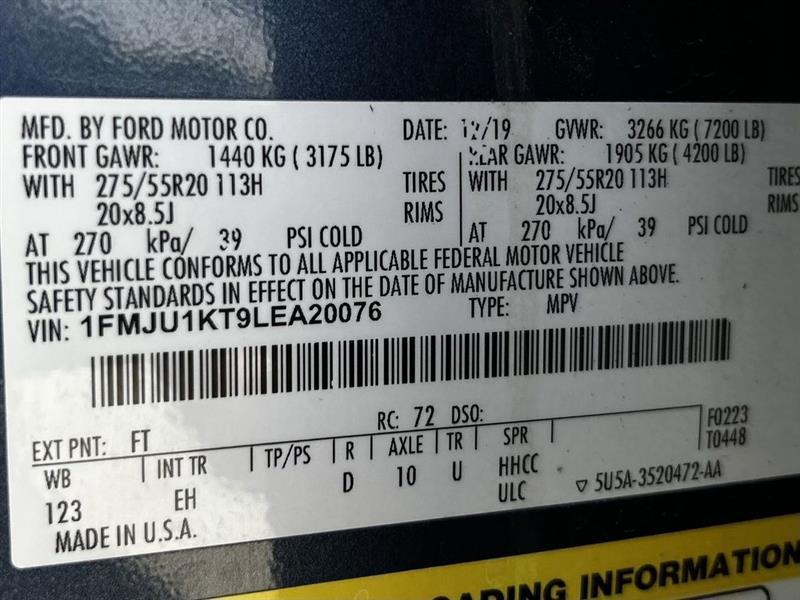 MFD. BY FORD MOTOR CO. DATE: 12/19 GVWR: 3266 KG ( 7200 LB)
FRONT GAWR: 1440 KG ( 3175 LB) REAR GAWR: 1905 KG ( 4200 LB)
WITH 275/55R20 113H TIRES WITH 275/55R20 113H TIRES
20x8.5J RIMS 20x8.5J RIMS
AT 270 kPa/ 39 PSI COLD AT 270 kPa/ 39 PSI COLD
THIS VEHICLE CONFORMS TO ALL APPLICABLE FEDERAL MOTOR VEHICLE
SAFETY STANDARDS IN EFFECT ON THE DATE OF MANUFACTURE SHOWN ABOVE.
VIN: 1FMJU1KT9LEA20076 TYPE: MPV
EXT PNT: FT RC: 72 DSO: F0223
T0448
WB INT TR TP/PS R AXLE TR SPR
123 EH D 10 U HHCC
ULC ▽ 5U5A-3520472-AA
MADE IN U.S.A.
OADING INFORMATION